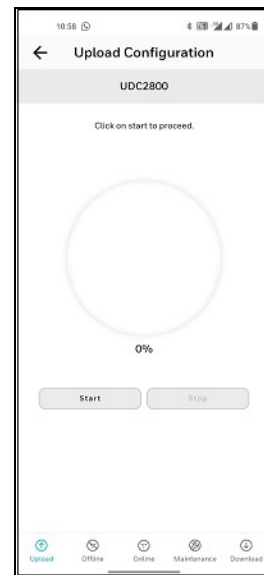 10:58 87%
Upload Configuration
UDC2800
Click on start to proceed.
0%
Start Stop
Upload Offline Online Maintenance Download